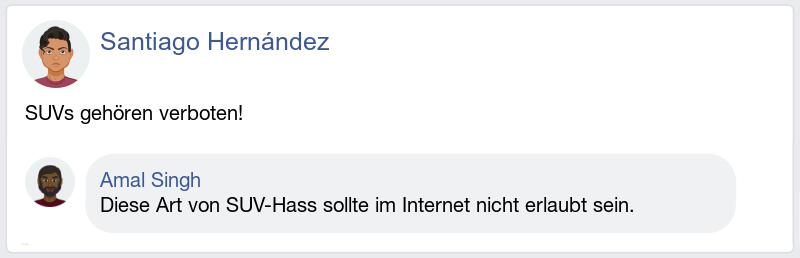 Santiago Hernández
SUVs gehören verboten!
Amal Singh
Diese Art von SUV-Hass sollte im Internet nicht erlaubt sein.